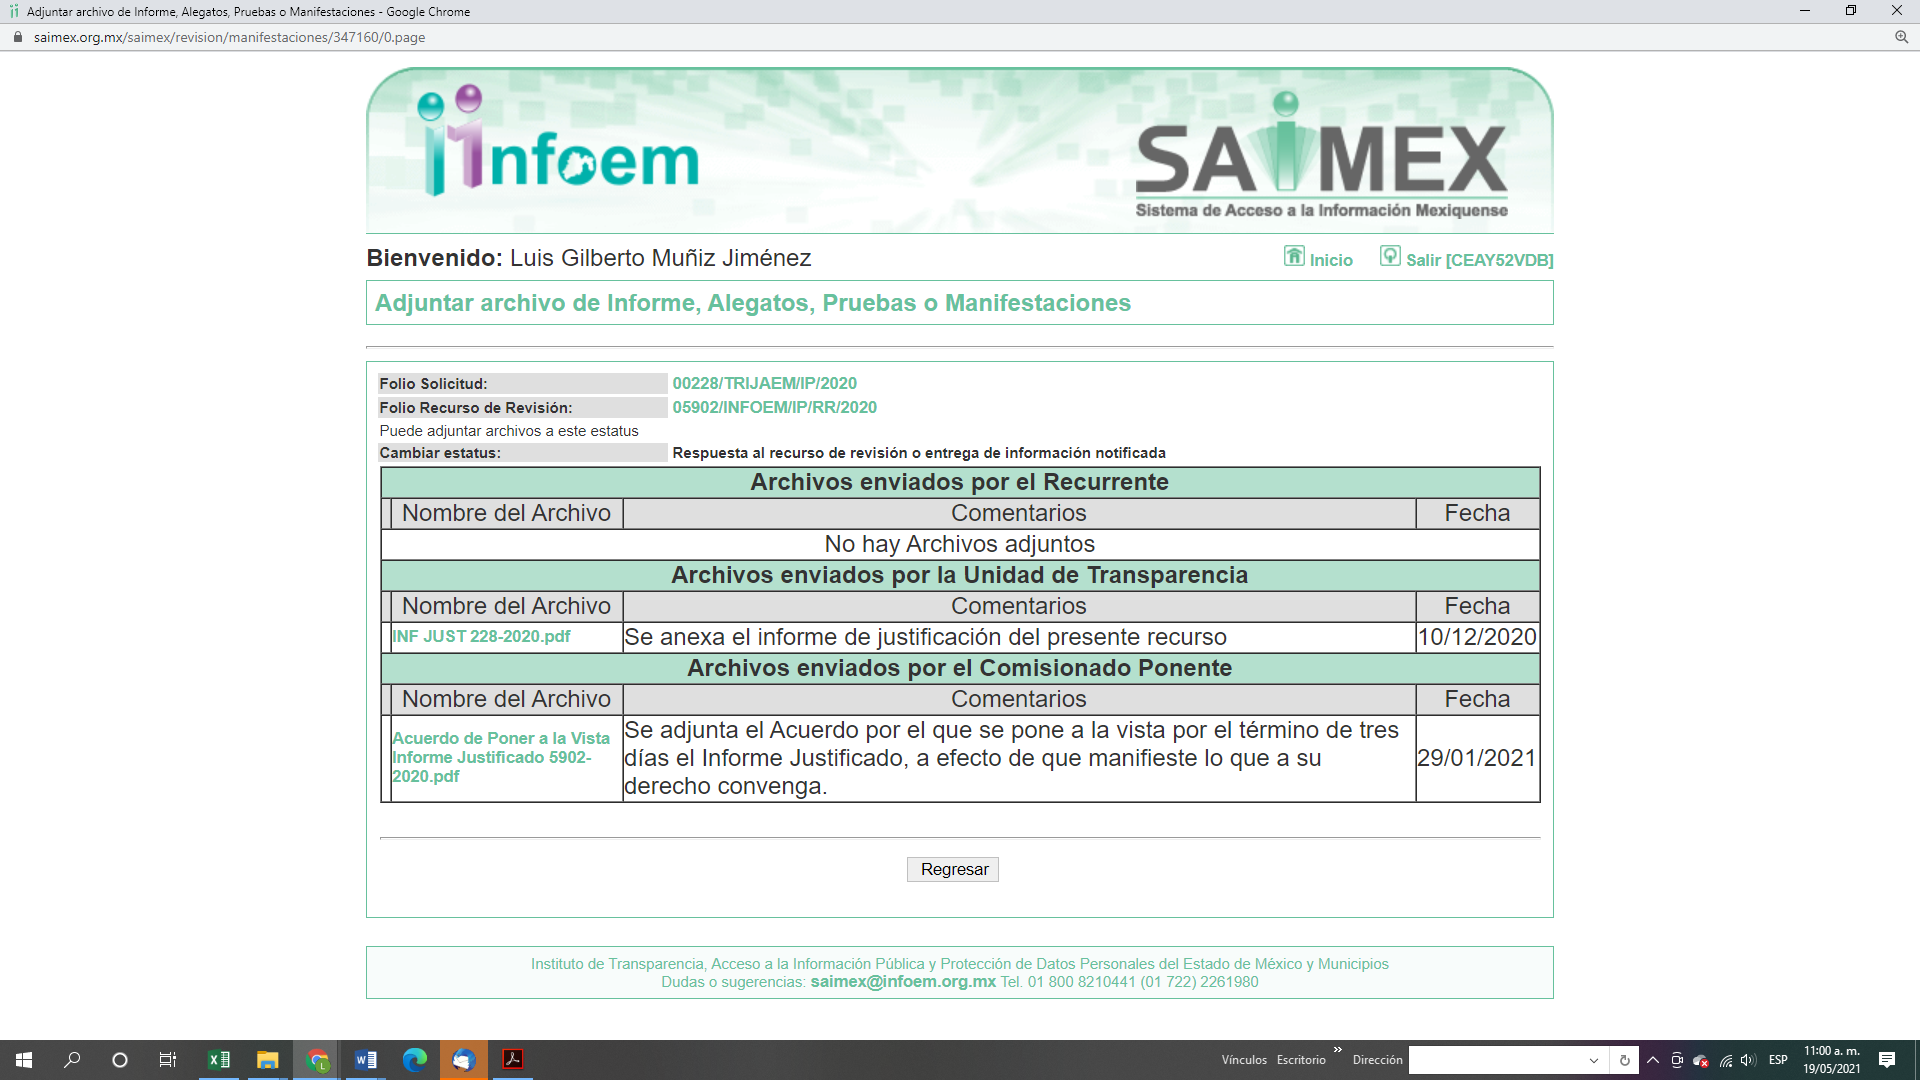 Adjuntar archivo de Informe, Alegatos, Pruebas o Manifestaciones - Google Chrome
saimex.org.mx/saimex/revision/manifestaciones/347160/0.page
infoem
SAIMEX
Sistema de Acceso a la Información Mexiquense
Bienvenido: Luis Gilberto Muñiz Jiménez
Inicio Salir [CEAY52VDB]
Adjuntar archivo de Informe, Alegatos, Pruebas o Manifestaciones
Folio Solicitud: 00228/TRIJAEM/IP/2020
Folio Recurso de Revisión: 05902/INFOEM/IP/RR/2020
Puede adjuntar archivos a este estatus
Cambiar estatus: Respuesta al recurso de revisión o entrega de información notificada
Archivos enviados por el Recurrente
Nombre del Archivo Comentarios Fecha
No hay Archivos adjuntos
Archivos enviados por la Unidad de Transparencia
Nombre del Archivo Comentarios Fecha
INF JUST 228-2020.pdf Se anexa el informe de justificación del presente recurso 10/12/2020
Archivos enviados por el Comisionado Ponente
Nombre del Archivo Comentarios Fecha
Acuerdo de Poner a la Vista
Informe Justificado 5902-
2020.pdf
Se adjunta el Acuerdo por el que se pone a la vista por el término de tres
días el Informe Justificado, a efecto de que manifieste lo que a su
derecho convenga.
29/01/2021
Regresar
Instituto de Transparencia, Acceso a la Información Pública y Protección de Datos Personales del Estado de México y Municipios
Dudas o sugerencias: saimex@infoem.org.mx Tel. 01 800 8210441 (01 722) 2261980
Vínculos Escritorio » Dirección ESP 11:00 a. m.
19/05/2021